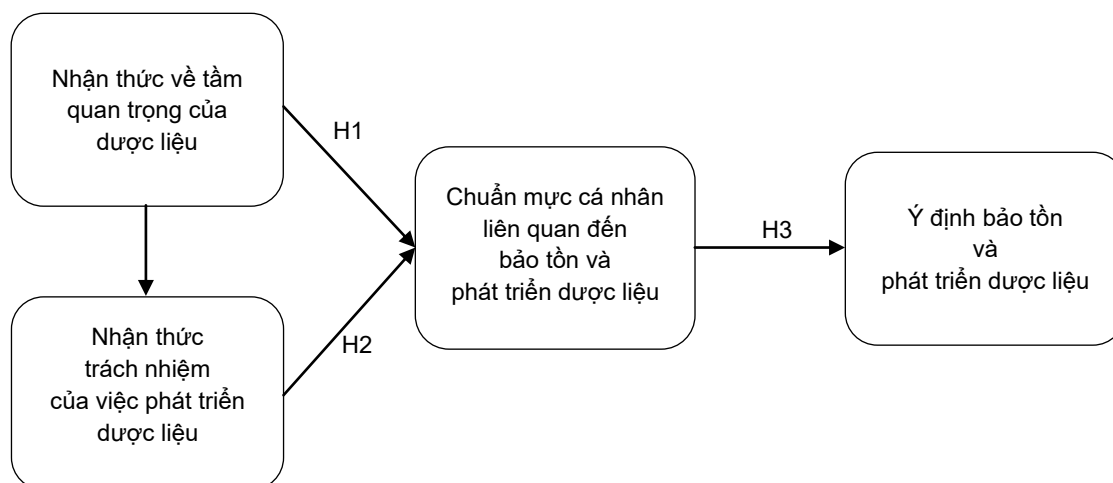 Nhận thức về tầm
quan trọng của
dược liệu
H1
Chuẩn mực cá nhân
liên quan đến
bảo tồn và
phát triển dược liệu
H3
Ý định bảo tồn
và
phát triển dược liệu
Nhận thức
trách nhiệm
của việc phát triển
dược liệu
H2